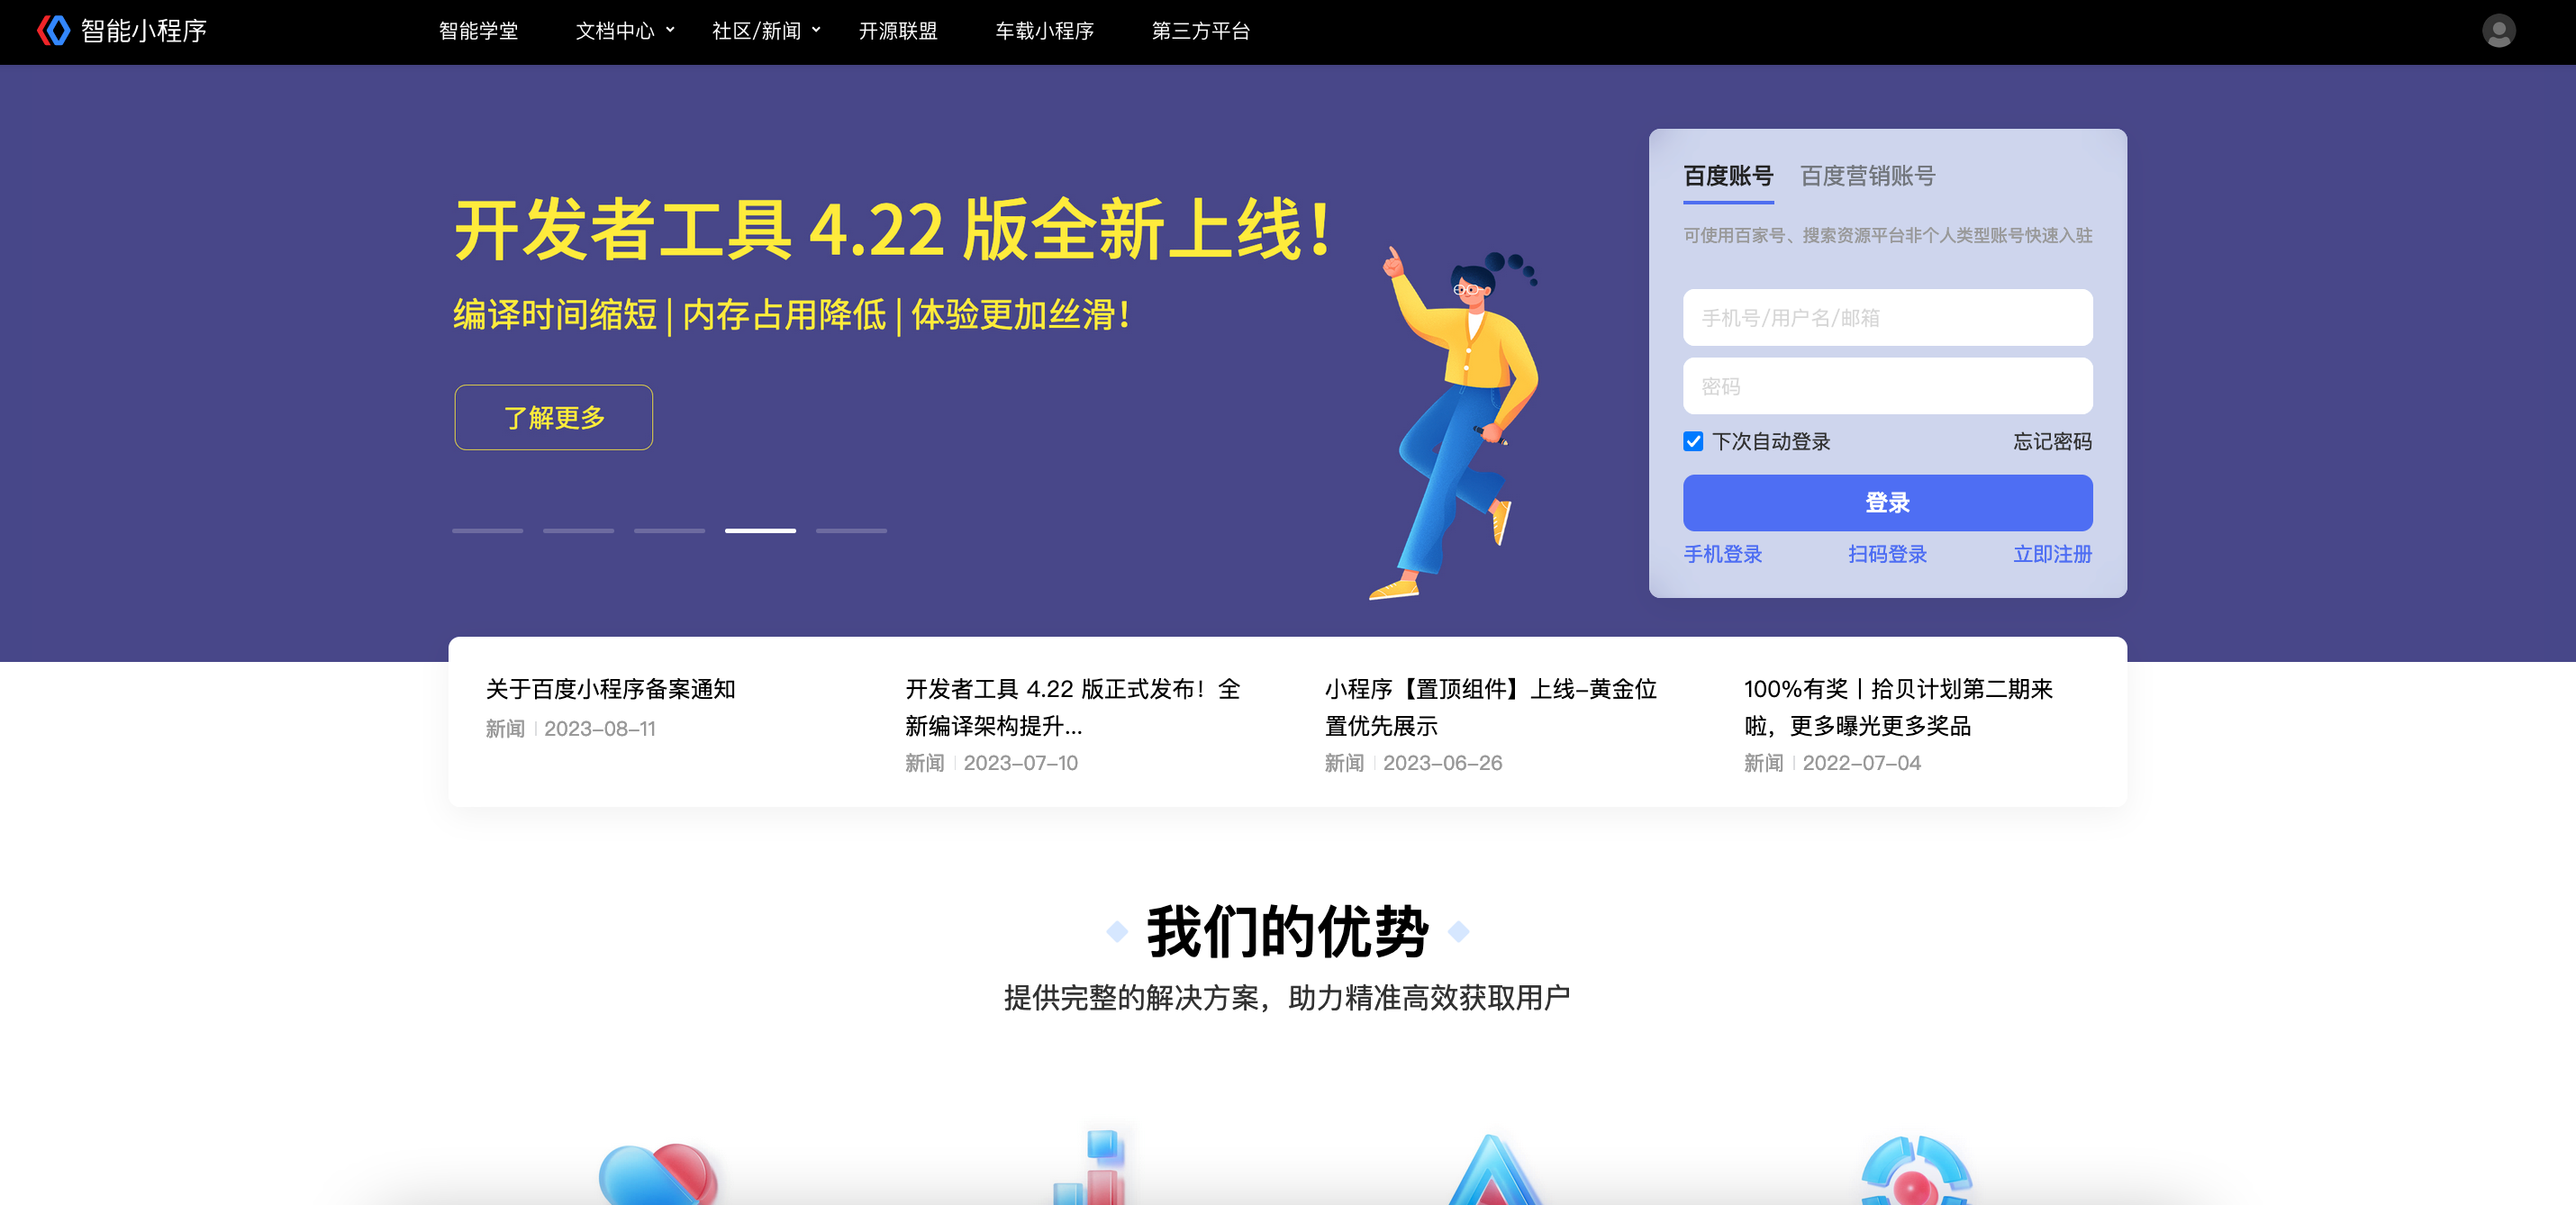 智能小程序
智能学堂
文档中心
社区/新闻
开源联盟
车载小程序
第三方平台
开发者工具 4.22 版全新上线！
编译时间缩短 | 内存占用降低 | 体验更加丝滑！
了解更多
百度账号
百度营销账号
可使用百家号、搜索资源平台非个人类型账号快速入驻
手机号/用户名/邮箱
密码
下次自动登录
忘记密码
登录
手机登录
扫码登录
立即注册
关于百度小程序备案通知
新闻 | 2023-08-11
开发者工具 4.22 版正式发布！全
新编译架构提升...
新闻 | 2023-07-10
小程序【置顶组件】上线-黄金位
置优先展示
新闻 | 2023-06-26
100%有奖丨拾贝计划第二期来
啦，更多曝光更多奖品
新闻 | 2022-07-04
我们的优势
提供完整的解决方案，助力精准高效获取用户